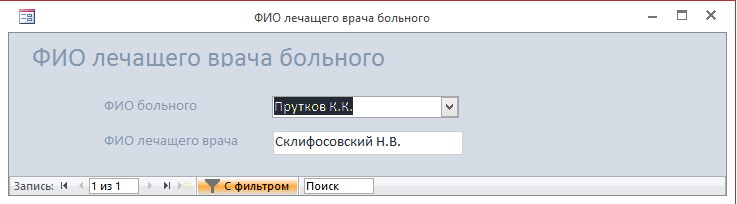 ФИО лечащего врача больного
ФИО лечащего врача больного
ФИО больного Прутков К.К.
ФИО лечащего врача Склифосовский Н.В.
Запись: 1 из 1 С фильтром Поиск